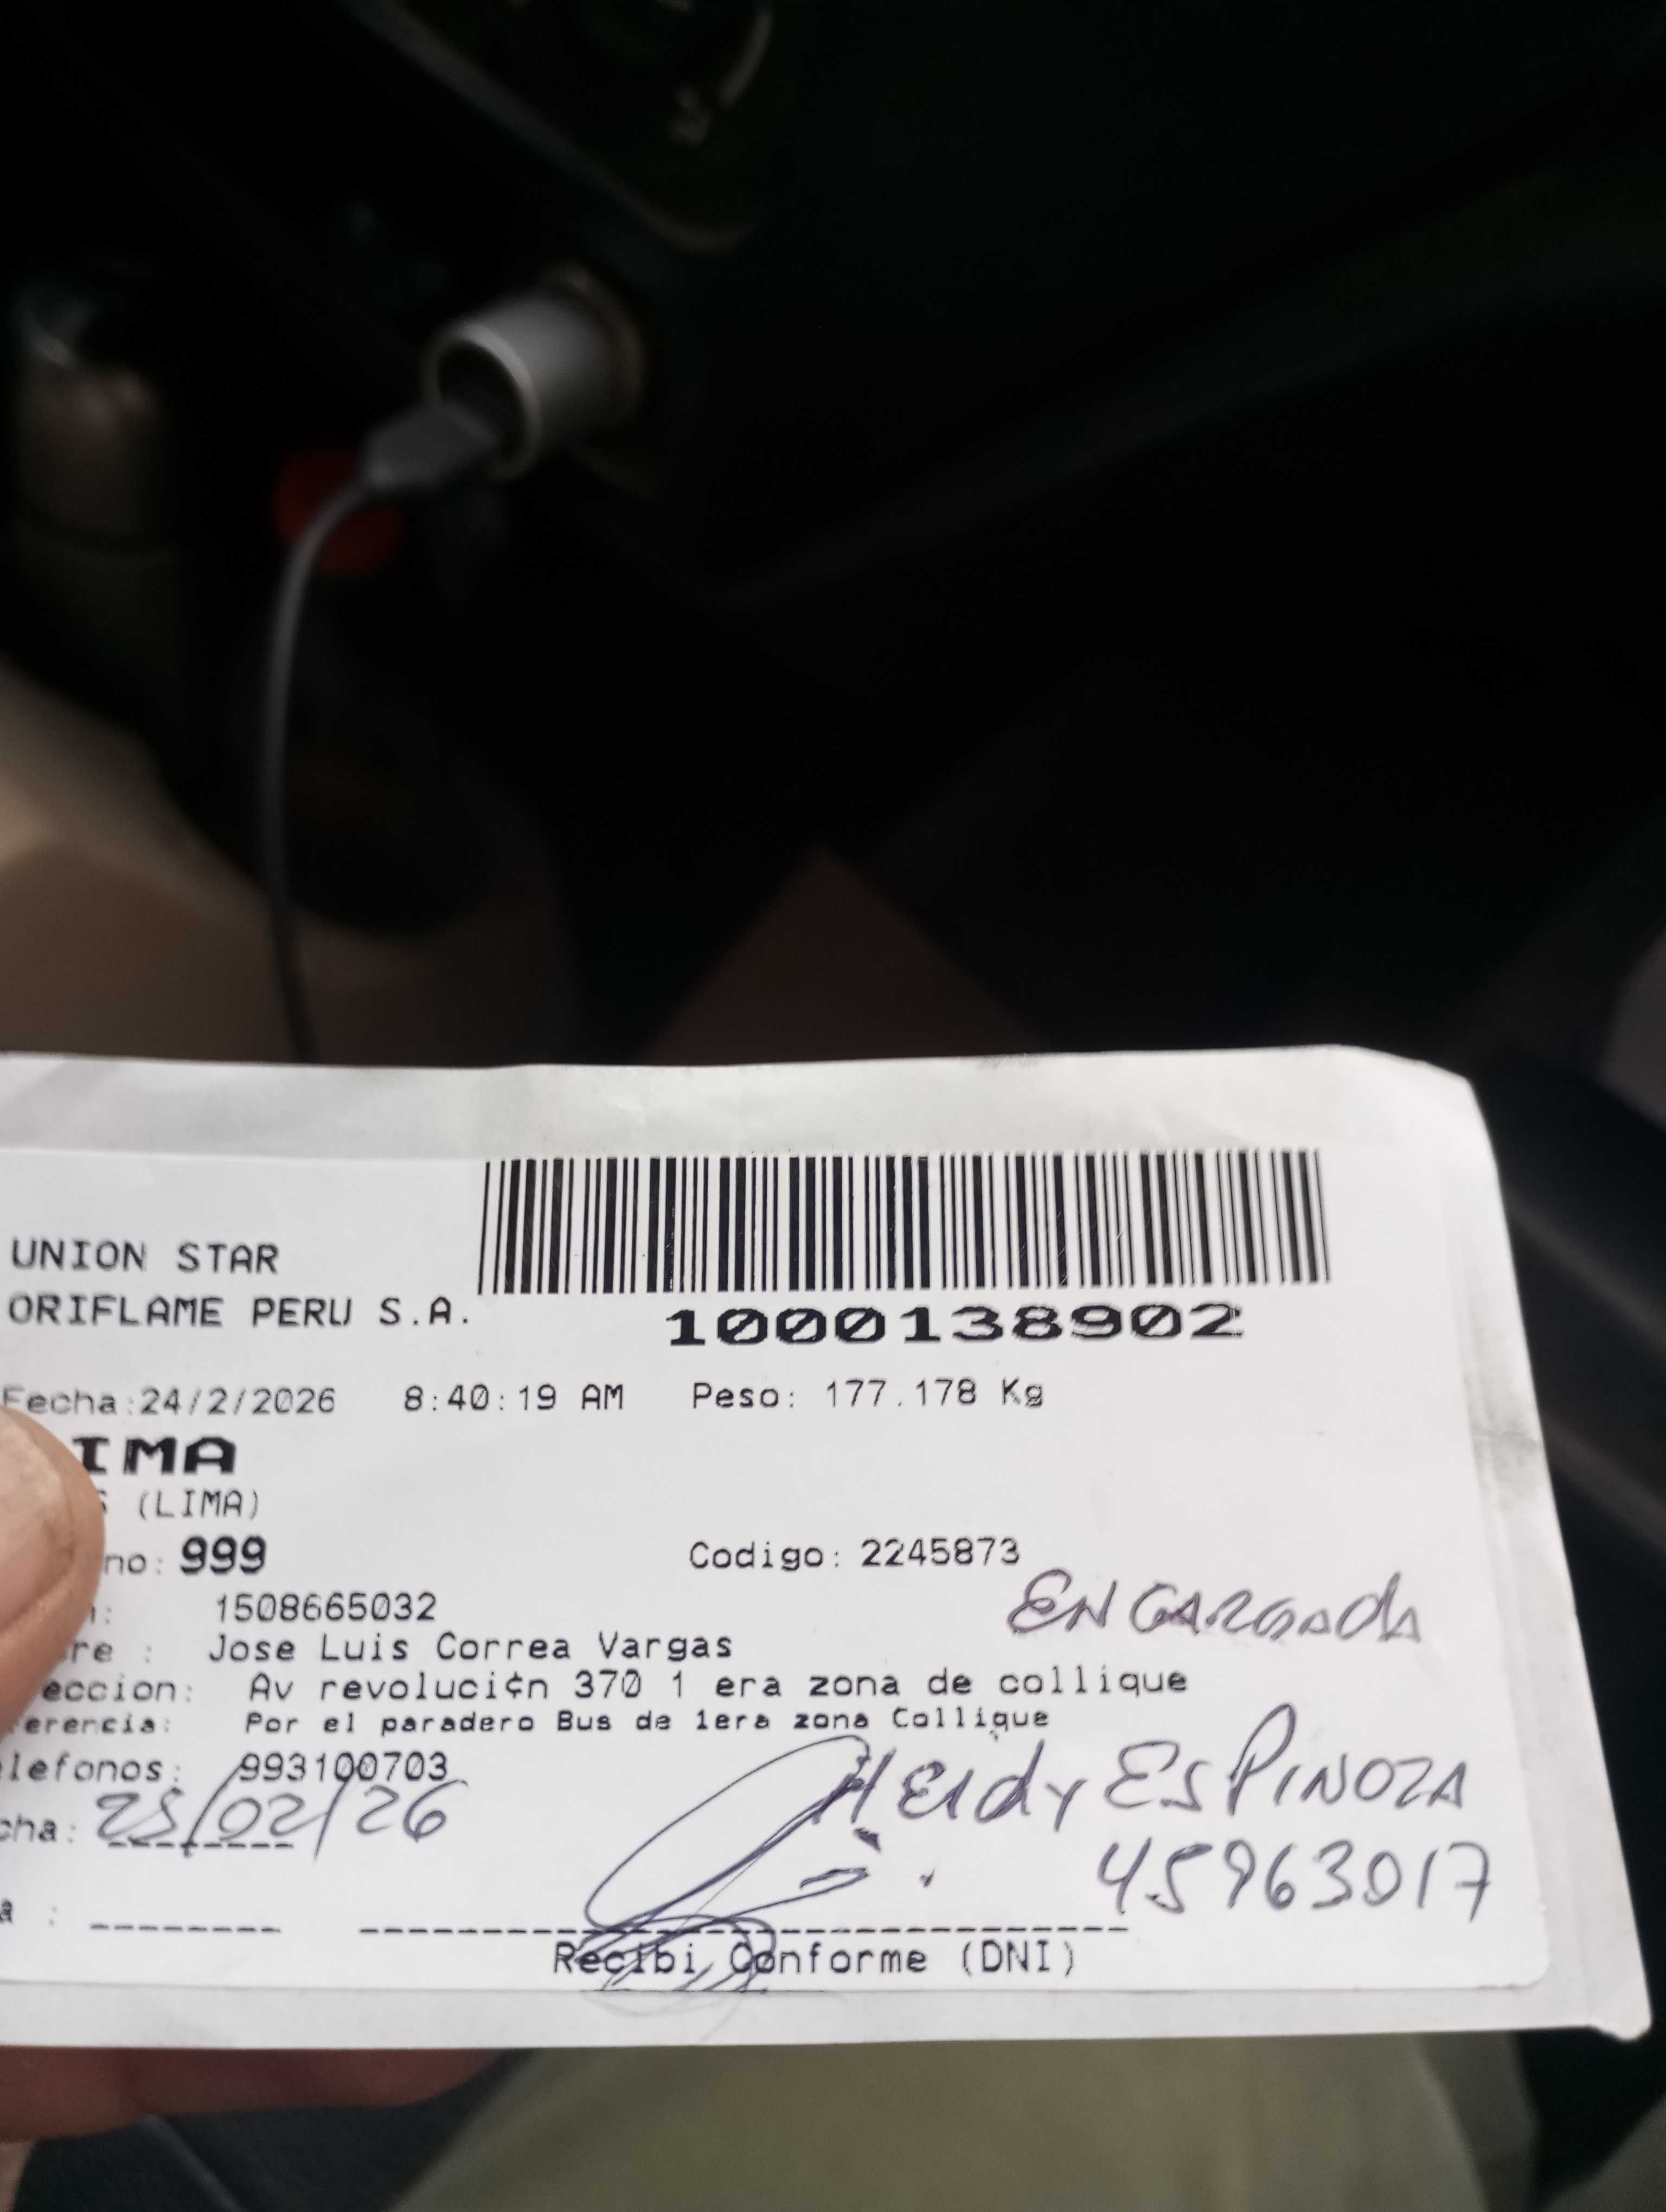 UNION STAR
ORIFLAME PERU S.A.
1000138902
Fecha:24/2/2026 8:40:19 AM Peso: 177.178 Kg
IMA
S (LIMA)
no: 999 Codigo: 2245873
ENCARGADA
1508665032
re : Jose Luis Correa Vargas
eccion: Av revoluci¢n 370 1 era zona de collique
erencia: Por el paradero Bus de 1era zona Collique
lefonos: 993100703
HEIDY ESPINOZA
cha: 25/02/26
45963017
a :
Recibi Conforme (DNI)